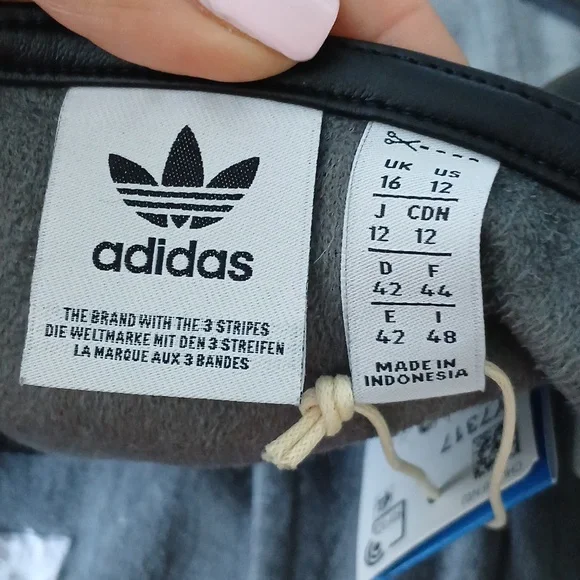 adidas
THE BRAND WITH THE 3 STRIPES
DIE WELTMARKE MIT DEN 3 STREIFEN
LA MARQUE AUX 3 BANDES
UK US
16 12
J CDN
12 12
D F
42 44
E I
42 48
MADE IN
INDONESIA
77317